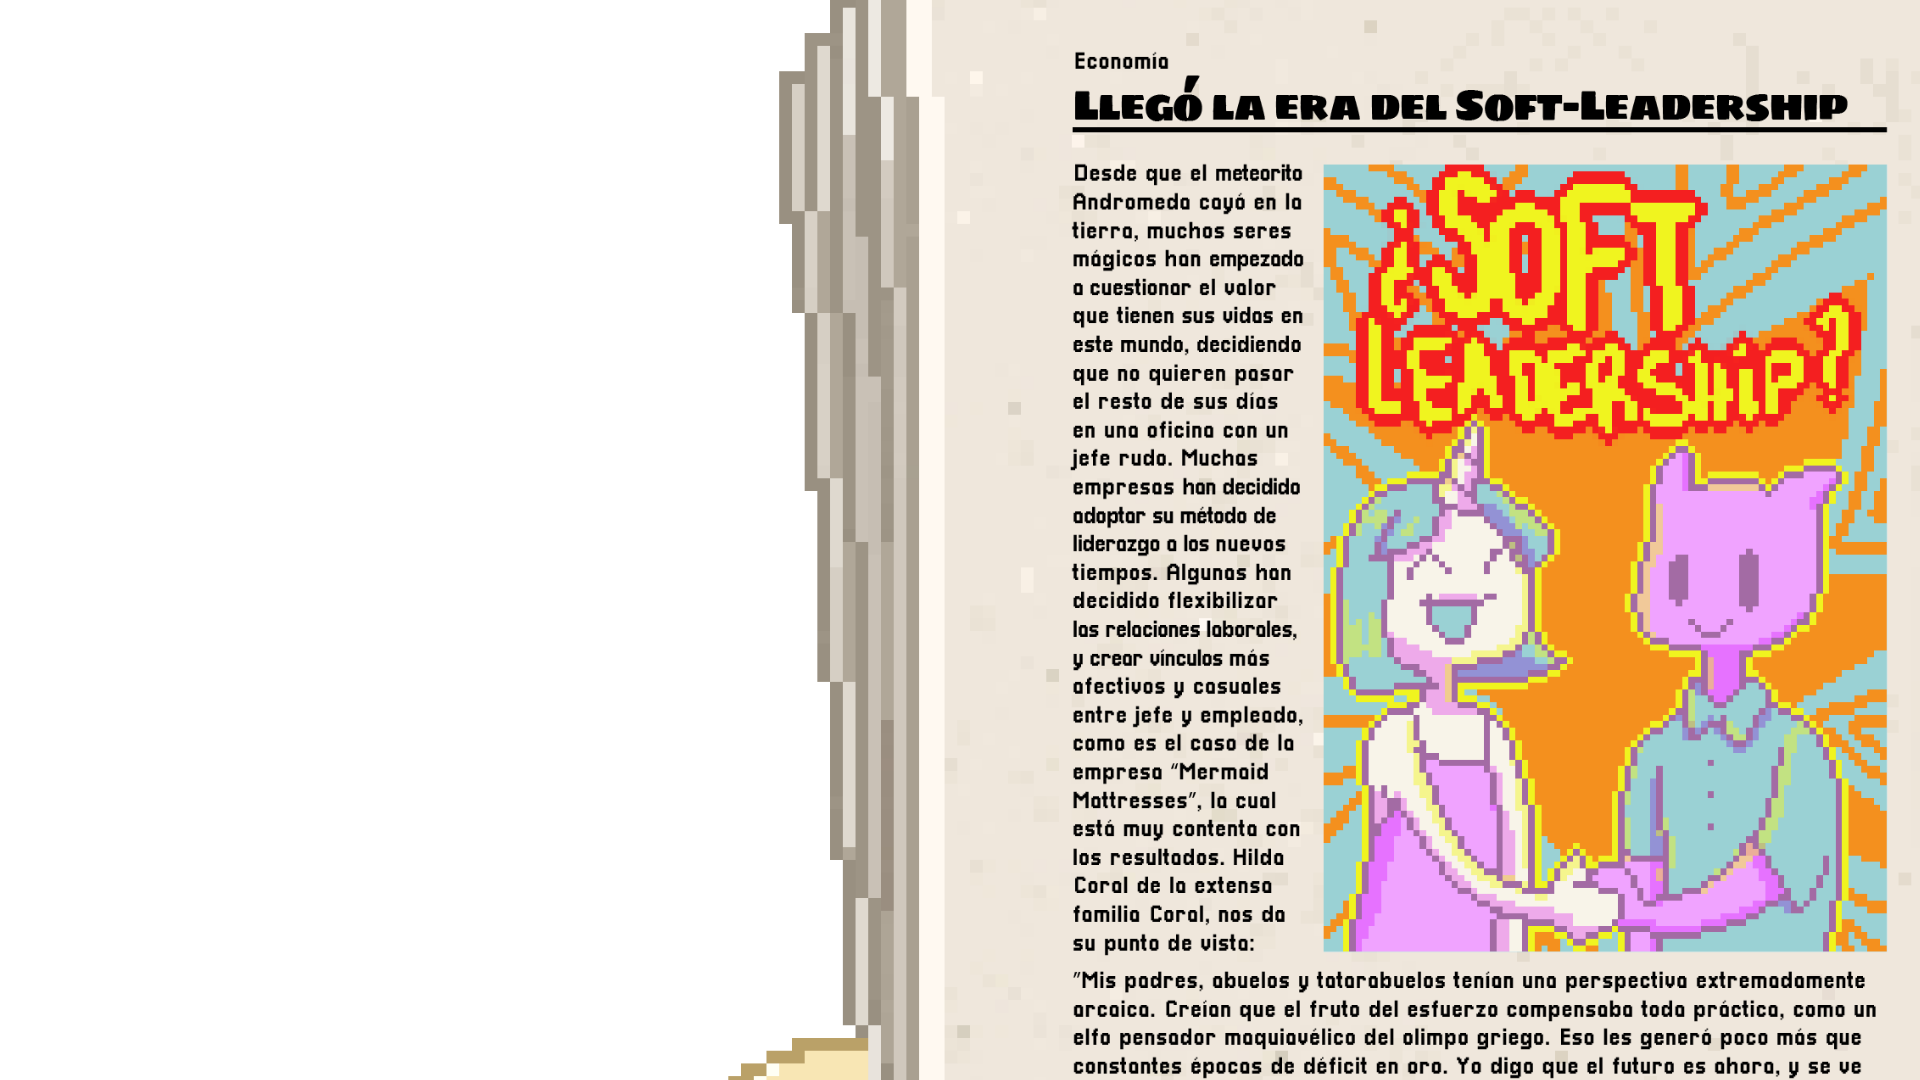 Economía
Llegó la era del Soft-Leadership
Desde que el meteorito
Andromeda cayó en la
tierra, muchos seres
mágicos han empezado
a cuestionar el valor
que tienen sus vidas en
este mundo, decidiendo
que no quieren pasar
el resto de sus días
en una oficina con un
jefe rudo. Muchas
empresas han decidido
adoptar su método de
liderazgo a los nuevos
tiempos. Algunas han
decidido flexibilizar
las relaciones laborales,
y crear vínculos más
afectivos y casuales
entre jefe y empleado,
como es el caso de la
empresa "Mermaid
Mattresses", la cual
está muy contenta con
los resultados. Hilda
Coral de la extensa
familia Coral, nos da
su punto de vista:
¿SOFT
LEADERSHiP?
"Mis padres, abuelos y tatarabuelos tenían una perspectiva extremadamente
arcaica. Creían que el fruto del esfuerzo compensaba toda práctica, como un
elfo pensador maquiavélico del olimpo griego. Eso les generó poco más que
constantes épocas de déficit en oro. Yo digo que el futuro es ahora, y se ve